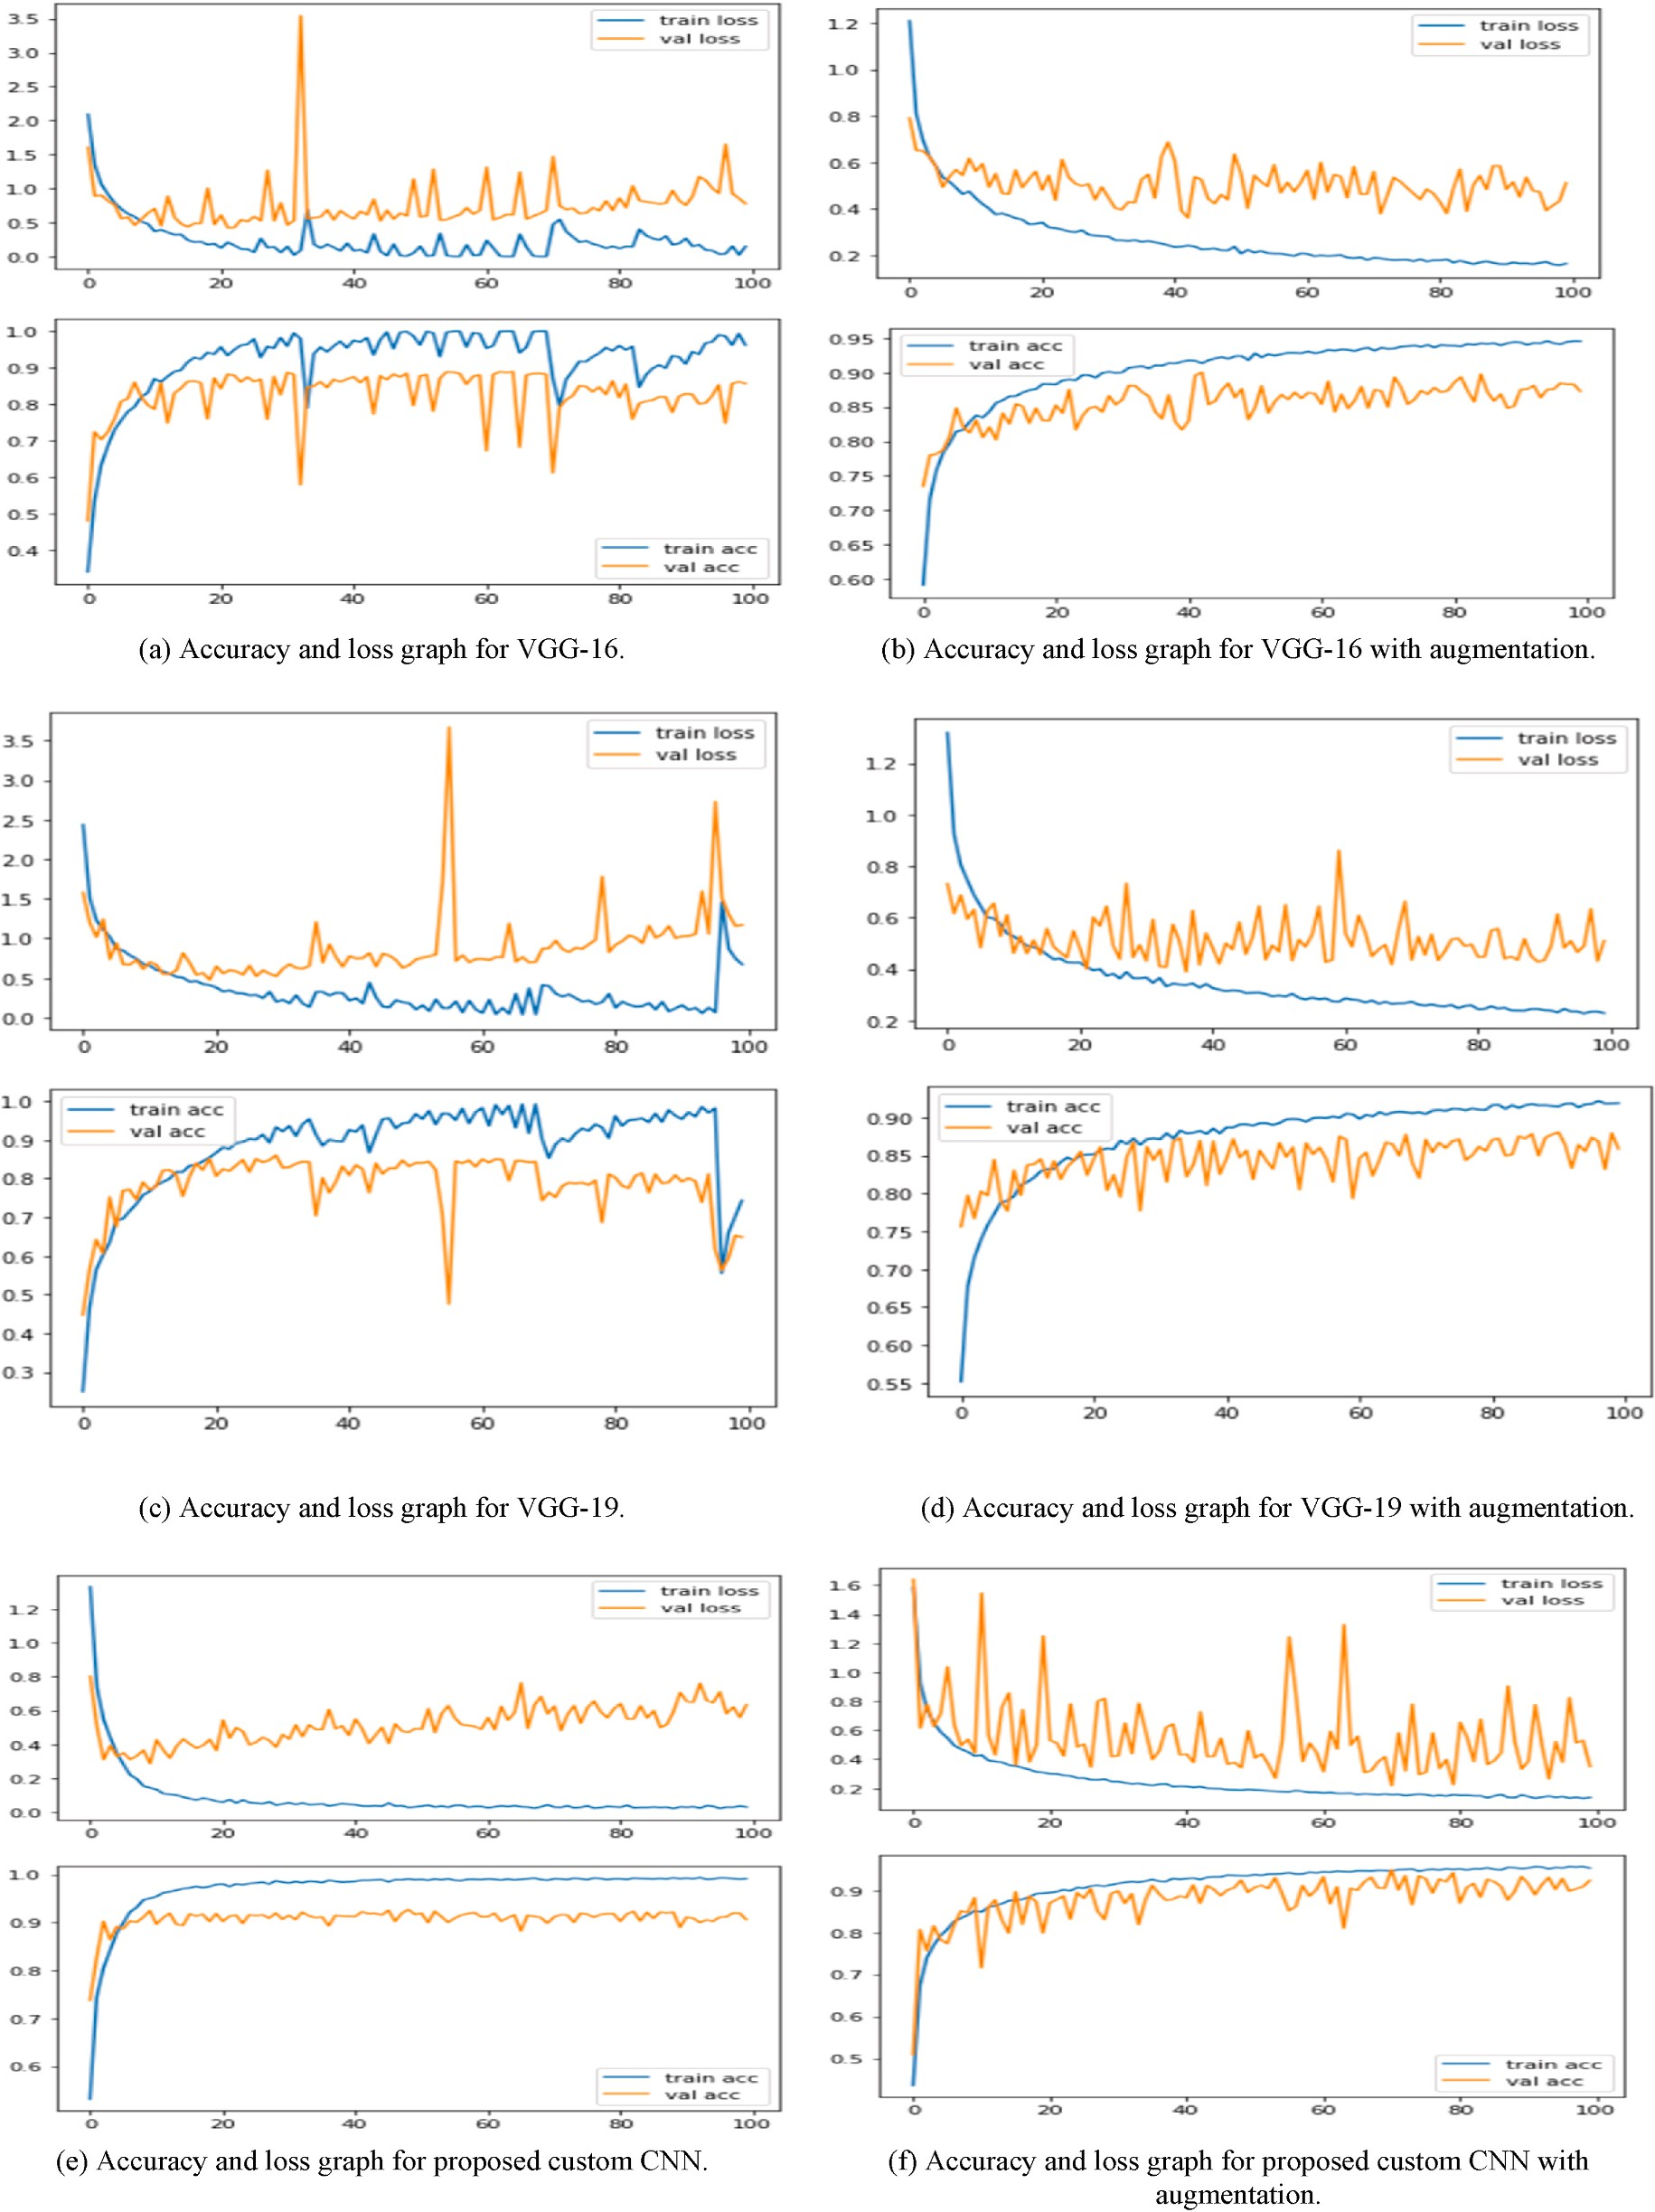 3.5
3.0
2.5
2.0
1.5
1.0
0.5
0.0
train loss
val loss
0 20 40 60 80 100
1.0
0.9
0.8
0.7
0.6
0.5
0.4
train acc
val acc
0 20 40 60 80 100
(a) Accuracy and loss graph for VGG-16.
1.2
1.0
0.8
0.6
0.4
0.2
train loss
val loss
0 20 40 60 80 100
0.95
0.90
0.85
0.80
0.75
0.70
0.65
0.60
train acc
val acc
0 20 40 60 80 100
(b) Accuracy and loss graph for VGG-16 with augmentation.
3.5
3.0
2.5
2.0
1.5
1.0
0.5
0.0
train loss
val loss
0 20 40 60 80 100
1.0
0.9
0.8
0.7
0.6
0.5
0.4
0.3
train acc
val acc
0 20 40 60 80 100
(c) Accuracy and loss graph for VGG-19.
1.2
1.0
0.8
0.6
0.4
0.2
train loss
val loss
0 20 40 60 80 100
0.90
0.85
0.80
0.75
0.70
0.65
0.60
0.55
train acc
val acc
0 20 40 60 80 100
(d) Accuracy and loss graph for VGG-19 with augmentation.
1.2
1.0
0.8
0.6
0.4
0.2
0.0
train loss
val loss
0 20 40 60 80 100
1.0
0.9
0.8
0.7
0.6
train acc
val acc
0 20 40 60 80 100
(e) Accuracy and loss graph for proposed custom CNN.
1.6
1.4
1.2
1.0
0.8
0.6
0.4
0.2
train loss
val loss
0 20 40 60 80 100
0.9
0.8
0.7
0.6
0.5
train acc
val acc
0 20 40 60 80 100
(f) Accuracy and loss graph for proposed custom CNN with
augmentation.